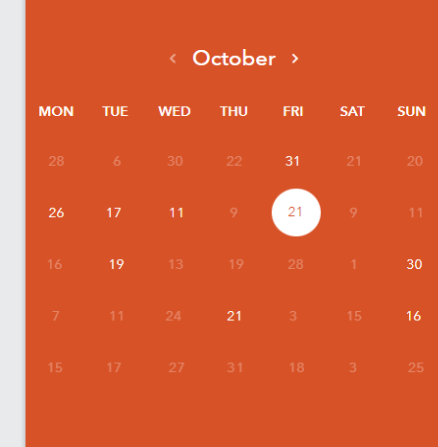 ‹ October ›
MON TUE WED THU FRI SAT SUN
28 6 30 22 31 21 20
26 17 11 9 21 9 11
16 19 13 19 28 1 30
7 11 24 21 3 15 16
15 17 27 31 18 3 25